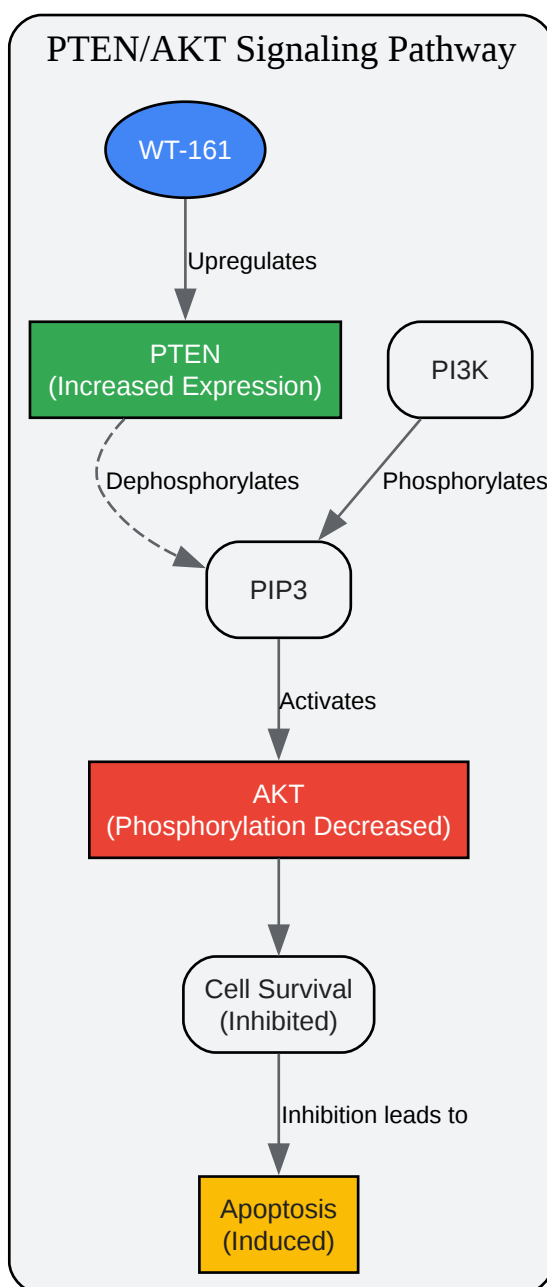 PTEN/AKT Signaling Pathway
WT-161
Upregulates
PTEN
(Increased Expression)
PI3K
Dephosphorylates
Phosphorylates
PIP3
Activates
AKT
(Phosphorylation Decreased)
Cell Survival
(Inhibited)
Inhibition leads to
Apoptosis
(Induced)